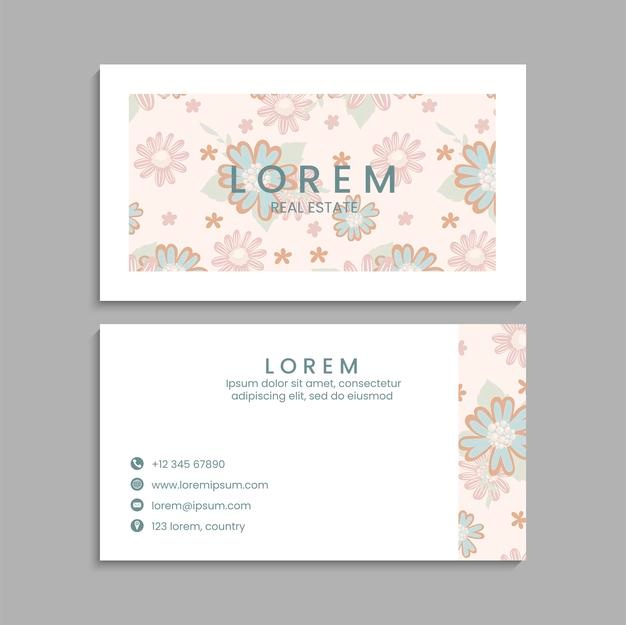 LOREM
REAL ESTATE
LOREM
Ipsum dolor sit amet, consectetur
adipiscing elit, sed do eiusmod
+12 345 67890
www.loremipsum.com
lorem@ipsum.com
123 lorem, country